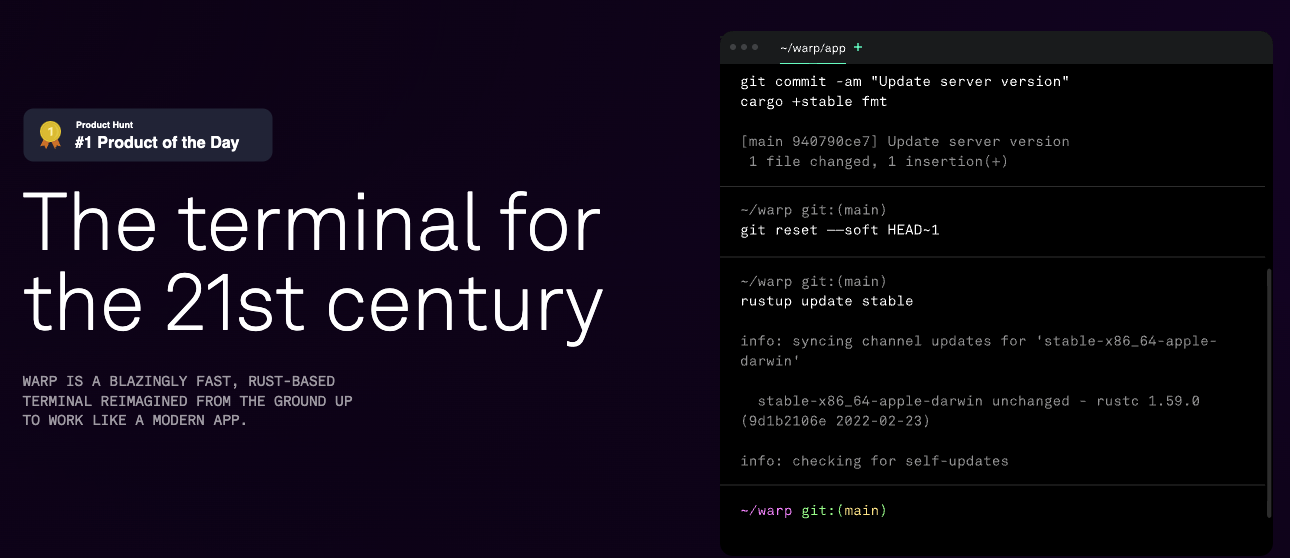 Product Hunt
#1 Product of the Day
The terminal for
the 21st century
WARP IS A BLAZINGLY FAST, RUST-BASED
TERMINAL REIMAGINED FROM THE GROUND UP
TO WORK LIKE A MODERN APP.
1
~/warp/app +
git commit -am "Update server version"
cargo +stable fmt
[main 940790ce7] Update server version
1 file changed, 1 insertion(+)
~/warp git:(main)
git reset --soft HEAD~1
~/warp git:(main)
rustup update stable
info: syncing channel updates for 'stable-x86_64-apple-
darwin'
stable-x86_64-apple-darwin unchanged - rustc 1.59.0
(9d1b2106e 2022-02-23)
info: checking for self-updates
~/warp git:(main)